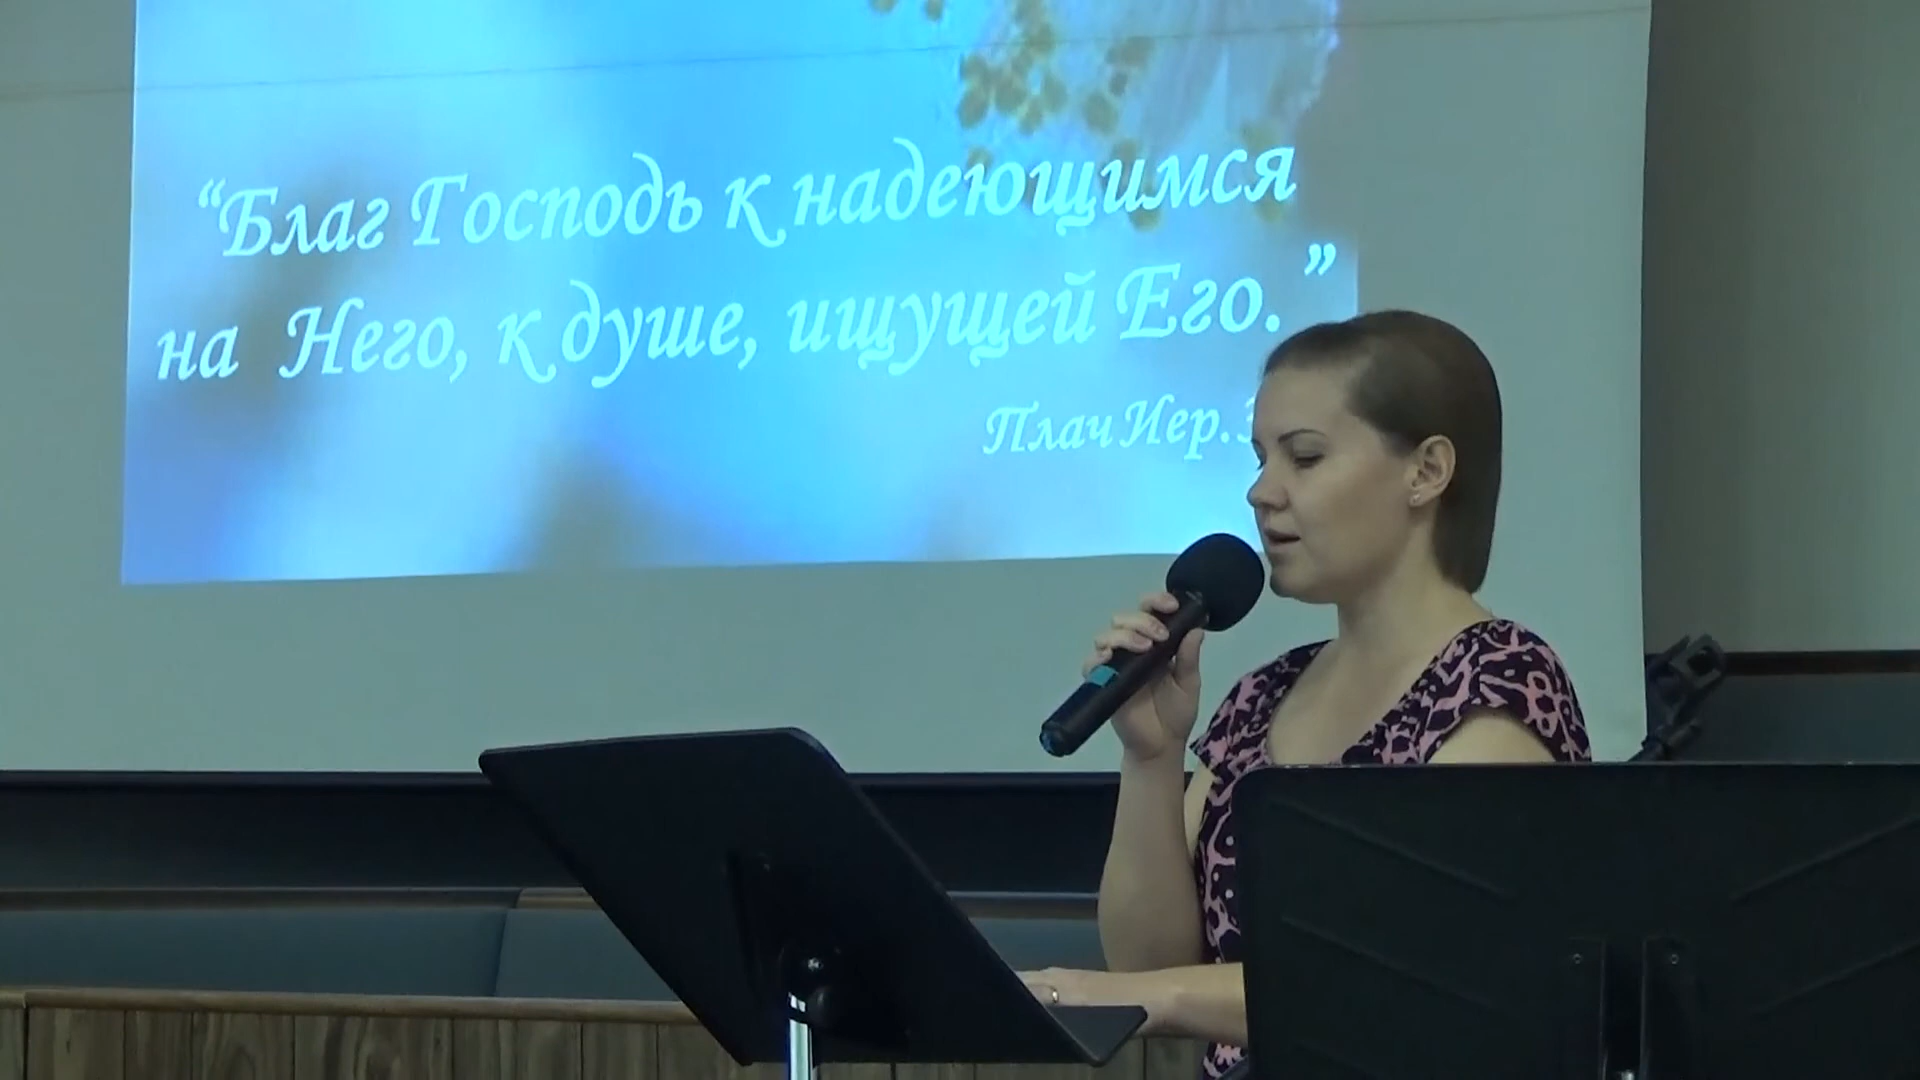 “Благ Господь к надеющимся
на Него, к душе, ищущей Его.”
Плач Иер.